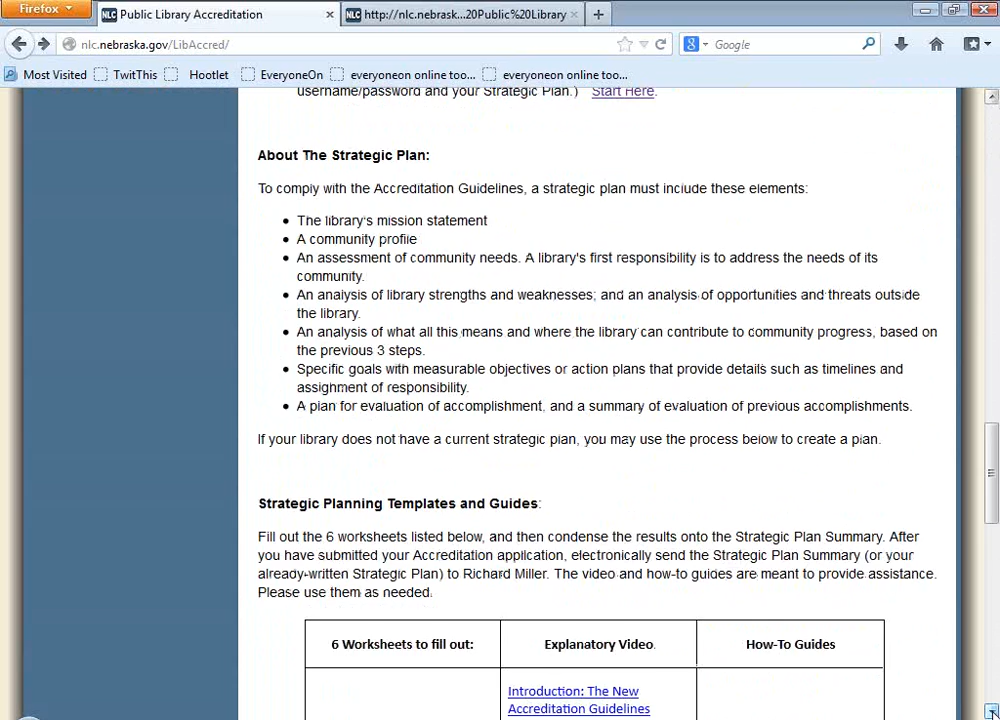 Firefox
NLC Public Library Accreditation
NLC http://nlc.nebrask...20Public%20Library
nlc.nebraska.gov/LibAccred/
Google
Most Visited TwitThis Hootlet EveryoneOn everyoneon online too... everyoneon online too...
username/password and your Strategic Plan.) Start Here.
About The Strategic Plan:
To comply with the Accreditation Guidelines, a strategic plan must include these elements:
• The library's mission statement
• A community profile
• An assessment of community needs. A library's first responsibility is to address the needs of its
community.
• An analysis of library strengths and weaknesses; and an analysis of opportunities and threats outside
the library.
• An analysis of what all this means and where the library can contribute to community progress, based on
the previous 3 steps.
• Specific goals with measurable objectives or action plans that provide details such as timelines and
assignment of responsibility.
• A plan for evaluation of accomplishment, and a summary of evaluation of previous accomplishments.
If your library does not have a current strategic plan, you may use the process below to create a plan.
Strategic Planning Templates and Guides:
Fill out the 6 worksheets listed below, and then condense the results onto the Strategic Plan Summary. After
you have submitted your Accreditation application, electronically send the Strategic Plan Summary (or your
already-written Strategic Plan) to Richard Miller. The video and how-to guides are meant to provide assistance.
Please use them as needed.
6 Worksheets to fill out: Explanatory Video. How-To Guides
Introduction: The New
Accreditation Guidelines